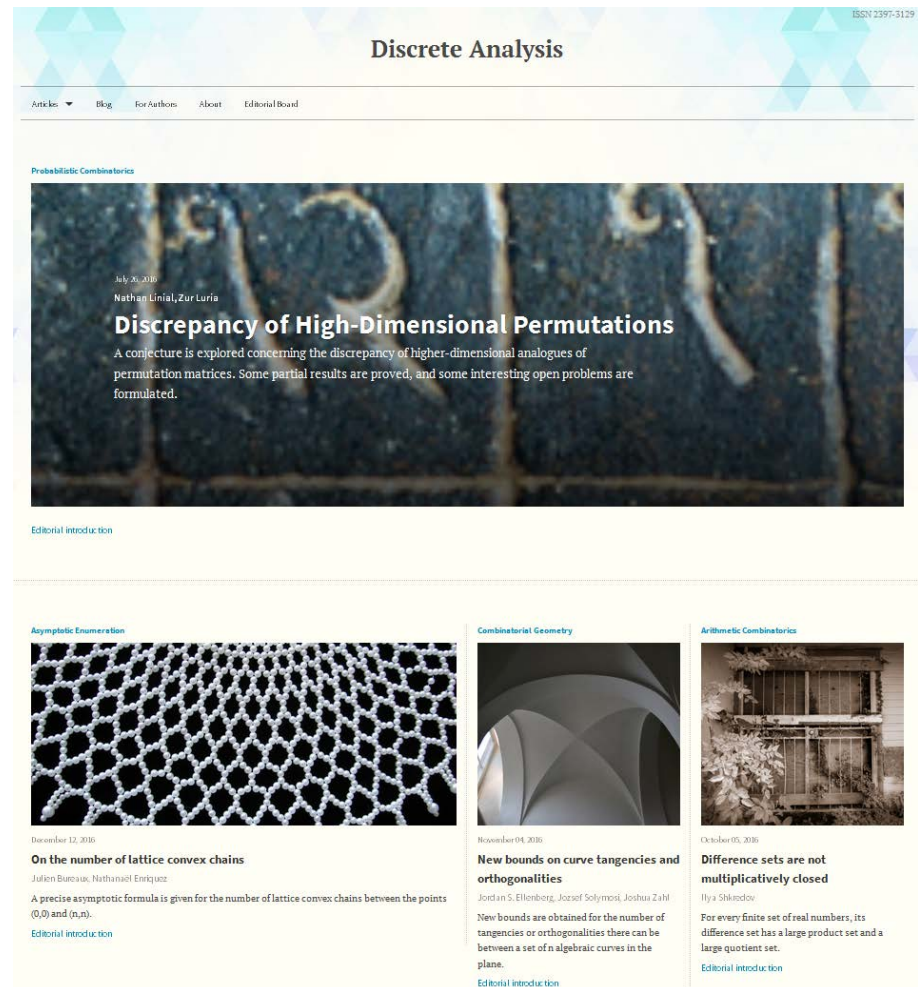 ISSN 2397-3129
Discrete Analysis
Articles
Blog
For Authors
About
Editorial Board
Probabilistic Combinatorics
July 26, 2016
Nathan Linial, Zur Luria
Discrepancy of High-Dimensional Permutations
A conjecture is explored concerning the discrepancy of higher-dimensional analogues of
permutation matrices. Some partial results are proved, and some interesting open problems are
formulated.
Editorial introduction
Asymptotic Enumeration
December 12, 2016
On the number of lattice convex chains
Julien Bureaux, Nathanaël Enriquez
A precise asymptotic formula is given for the number of lattice convex chains between the points
(0,0) and (n,n).
Editorial introduction
Combinatorial Geometry
November 04, 2016
New bounds on curve tangencies and
orthogonalities
Jordan S. Ellenberg, Jozsef Solymosi, Joshua Zahl
New bounds are obtained for the number of
tangencies or orthogonalities there can be
between a set of n algebraic curves in the
plane.
Editorial introduction
Arithmetic Combinatorics
October 05, 2016
Difference sets are not
multiplicatively closed
Ilya Shkredov
For every finite set of real numbers, its
difference set has a large product set and a
large quotient set.
Editorial introduction